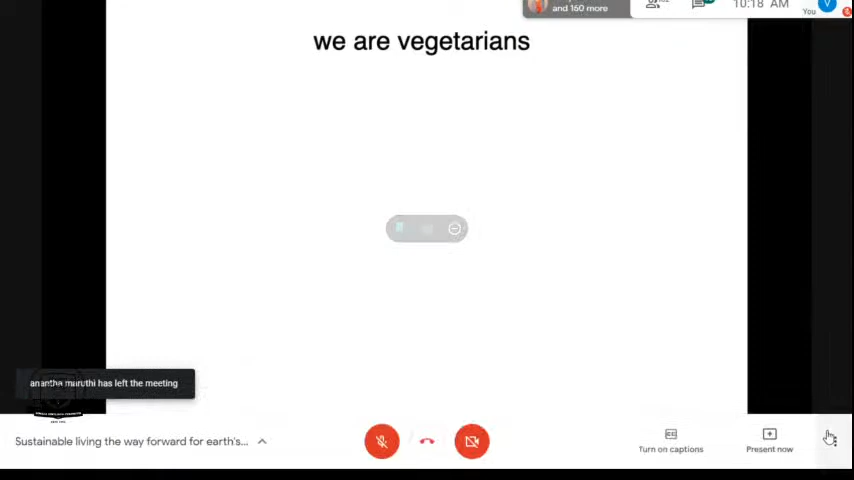 and 160 more
10:18 AM
You
V
we are vegetarians
anantha maruthi has left the meeting
Sustainable living the way forward for earth's...
CC
Turn on captions
Present now